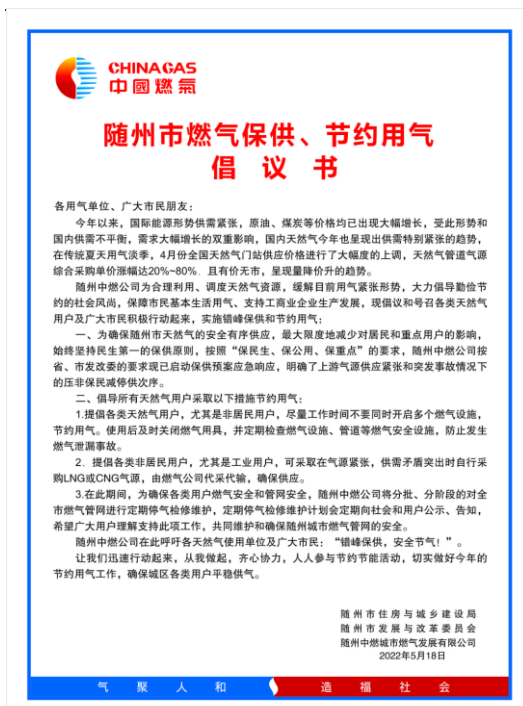 CHINAGAS
中國燃氣
随州市燃气保供、节约用气
倡议书
各用气单位、广大市民朋友：
今年以来，国际能源形势供需紧张，原油、煤炭等价格均已出现大幅增长，受此形势和
国内供需不平衡，需求大幅增长的双重影响，国内天然气今年也呈现出供需特别紧张的趋势，
在传统夏天用气淡季，4月份全国天然气门站供应价格进行了大幅度的上调，天然气管道气源
综合采购单价涨幅达20%~80%．且有价无市，呈现量降价升的趋势。
随州中燃公司为合理利用、调度天然气资源，缓解目前用气紧张形势，大力倡导勤俭节
约的社会风尚，保障市民基本生活用气、支持工商业企业生产发展，现倡议和号召各类天然气
用户及广大市民积极行动起来，实施错峰保供和节约用气：
一、为确保随州市天然气的安全有序供应，最大限度地减少对居民和重点用户的影响，
始终坚持民生第一的保供原则，按照“保民生、保公用、保重点”的要求，随州中燃公司按
省、市发改委的要求现已启动保供预案应急响应，明确了上游气源供应紧张和突发事故情况下
的压非保民减停供次序。
二、倡导所有天然气用户采取以下措施节约用气：
1.提倡各类天然气用户，尤其是非居民用户，尽量工作时间不要同时开启多个燃气设施，
节约用气。使用后及时关闭燃气用具，并定期检查燃气设施、管道等燃气安全设施，防止发生
燃气泄漏事故。
2．提倡各类非居民用户，尤其是工业用户，可采取在气源紧张，供需矛盾突出时自行采
购LNG或CNG气源，由燃气公司代采代输，确保供应。
3.在此期间，为确保各类用户燃气安全和管网安全，随州中燃公司将分批、分阶段的对全
市燃气管网进行定期停气检修维护，定期停气检修维护计划会定期向社会和用户公示、告知，
希望广大用户理解支持此项工作，共同维护和确保随州城市燃气管网的安全。
随州中燃公司在此呼吁各天然气使用单位及广大市民：“错峰保供，安全节气！”。
让我们迅速行动起来，从我做起，齐心协力，人人参与节约节能活动，切实做好今年的
节约用气工作，确保城区各类用户平稳供气。
随州市住房与城乡建设局
随州市发展与改革委员会
随州中燃城市燃气发展有限公司
2022年5月18日
气聚人和 造福社会